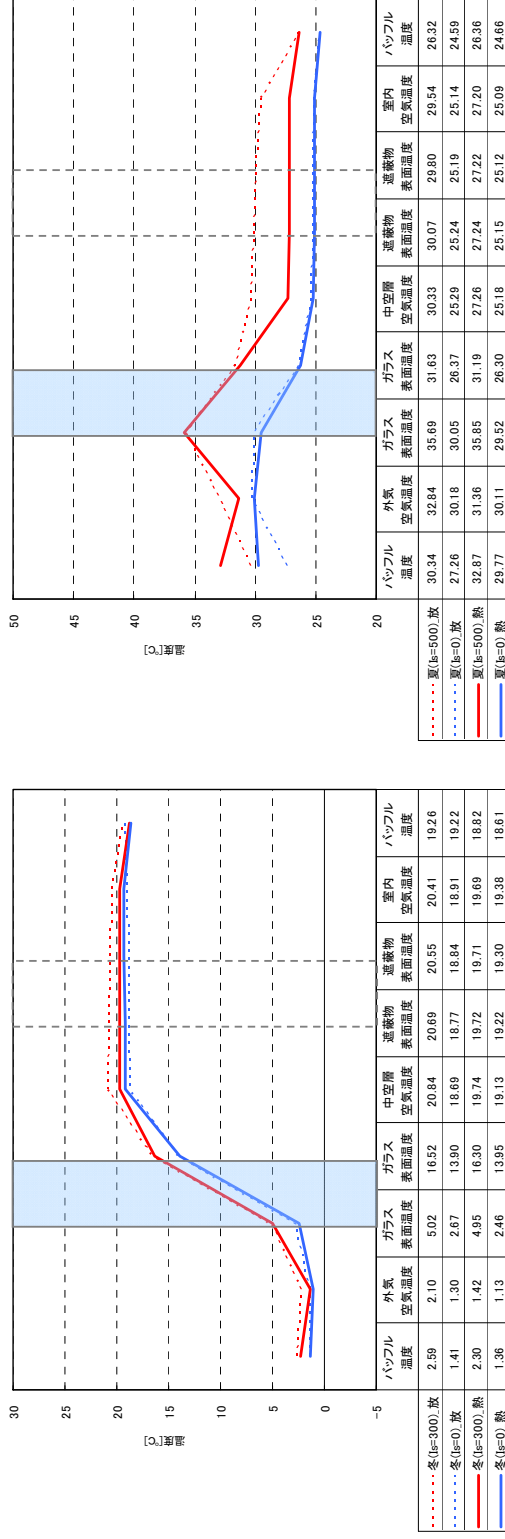 30
25
20
15
10
5
0
-5
温度[℃]
バッフル 温度
外気 空気温度
ガラス 表面温度
ガラス 表面温度
中空層 空気温度
遮蔽物 表面温度
遮蔽物 表面温度
室内 空気温度
バッフル 温度
冬(Is=300)_放 2.59 2.10 5.02 16.52 20.84 20.69 20.55 20.41 19.26
冬(Is=0)_放 1.41 1.30 2.67 13.90 18.69 18.77 18.84 18.91 19.22
冬(Is=300)_熱 2.30 1.42 4.95 16.30 19.74 19.72 19.71 19.69 18.82
冬(Is=0)_熱 1.36 1.13 2.46 13.95 19.13 19.22 19.30 19.38 18.61
50
45
40
35
30
25
20
温度[℃]
バッフル 温度
外気 空気温度
ガラス 表面温度
ガラス 表面温度
中空層 空気温度
遮蔽物 表面温度
遮蔽物 表面温度
室内 空気温度
バッフル 温度
夏(Is=500)_放 30.34 32.84 35.69 31.63 30.33 30.07 29.80 29.54 26.32
夏(Is=0)_放 27.26 30.18 30.05 26.37 25.29 25.24 25.19 25.14 24.59
夏(Is=500)_熱 32.87 31.36 35.85 31.19 27.26 27.24 27.22 27.20 26.36
夏(Is=0)_熱 29.77 30.11 29.52 26.30 25.18 25.15 25.12 25.09 24.66